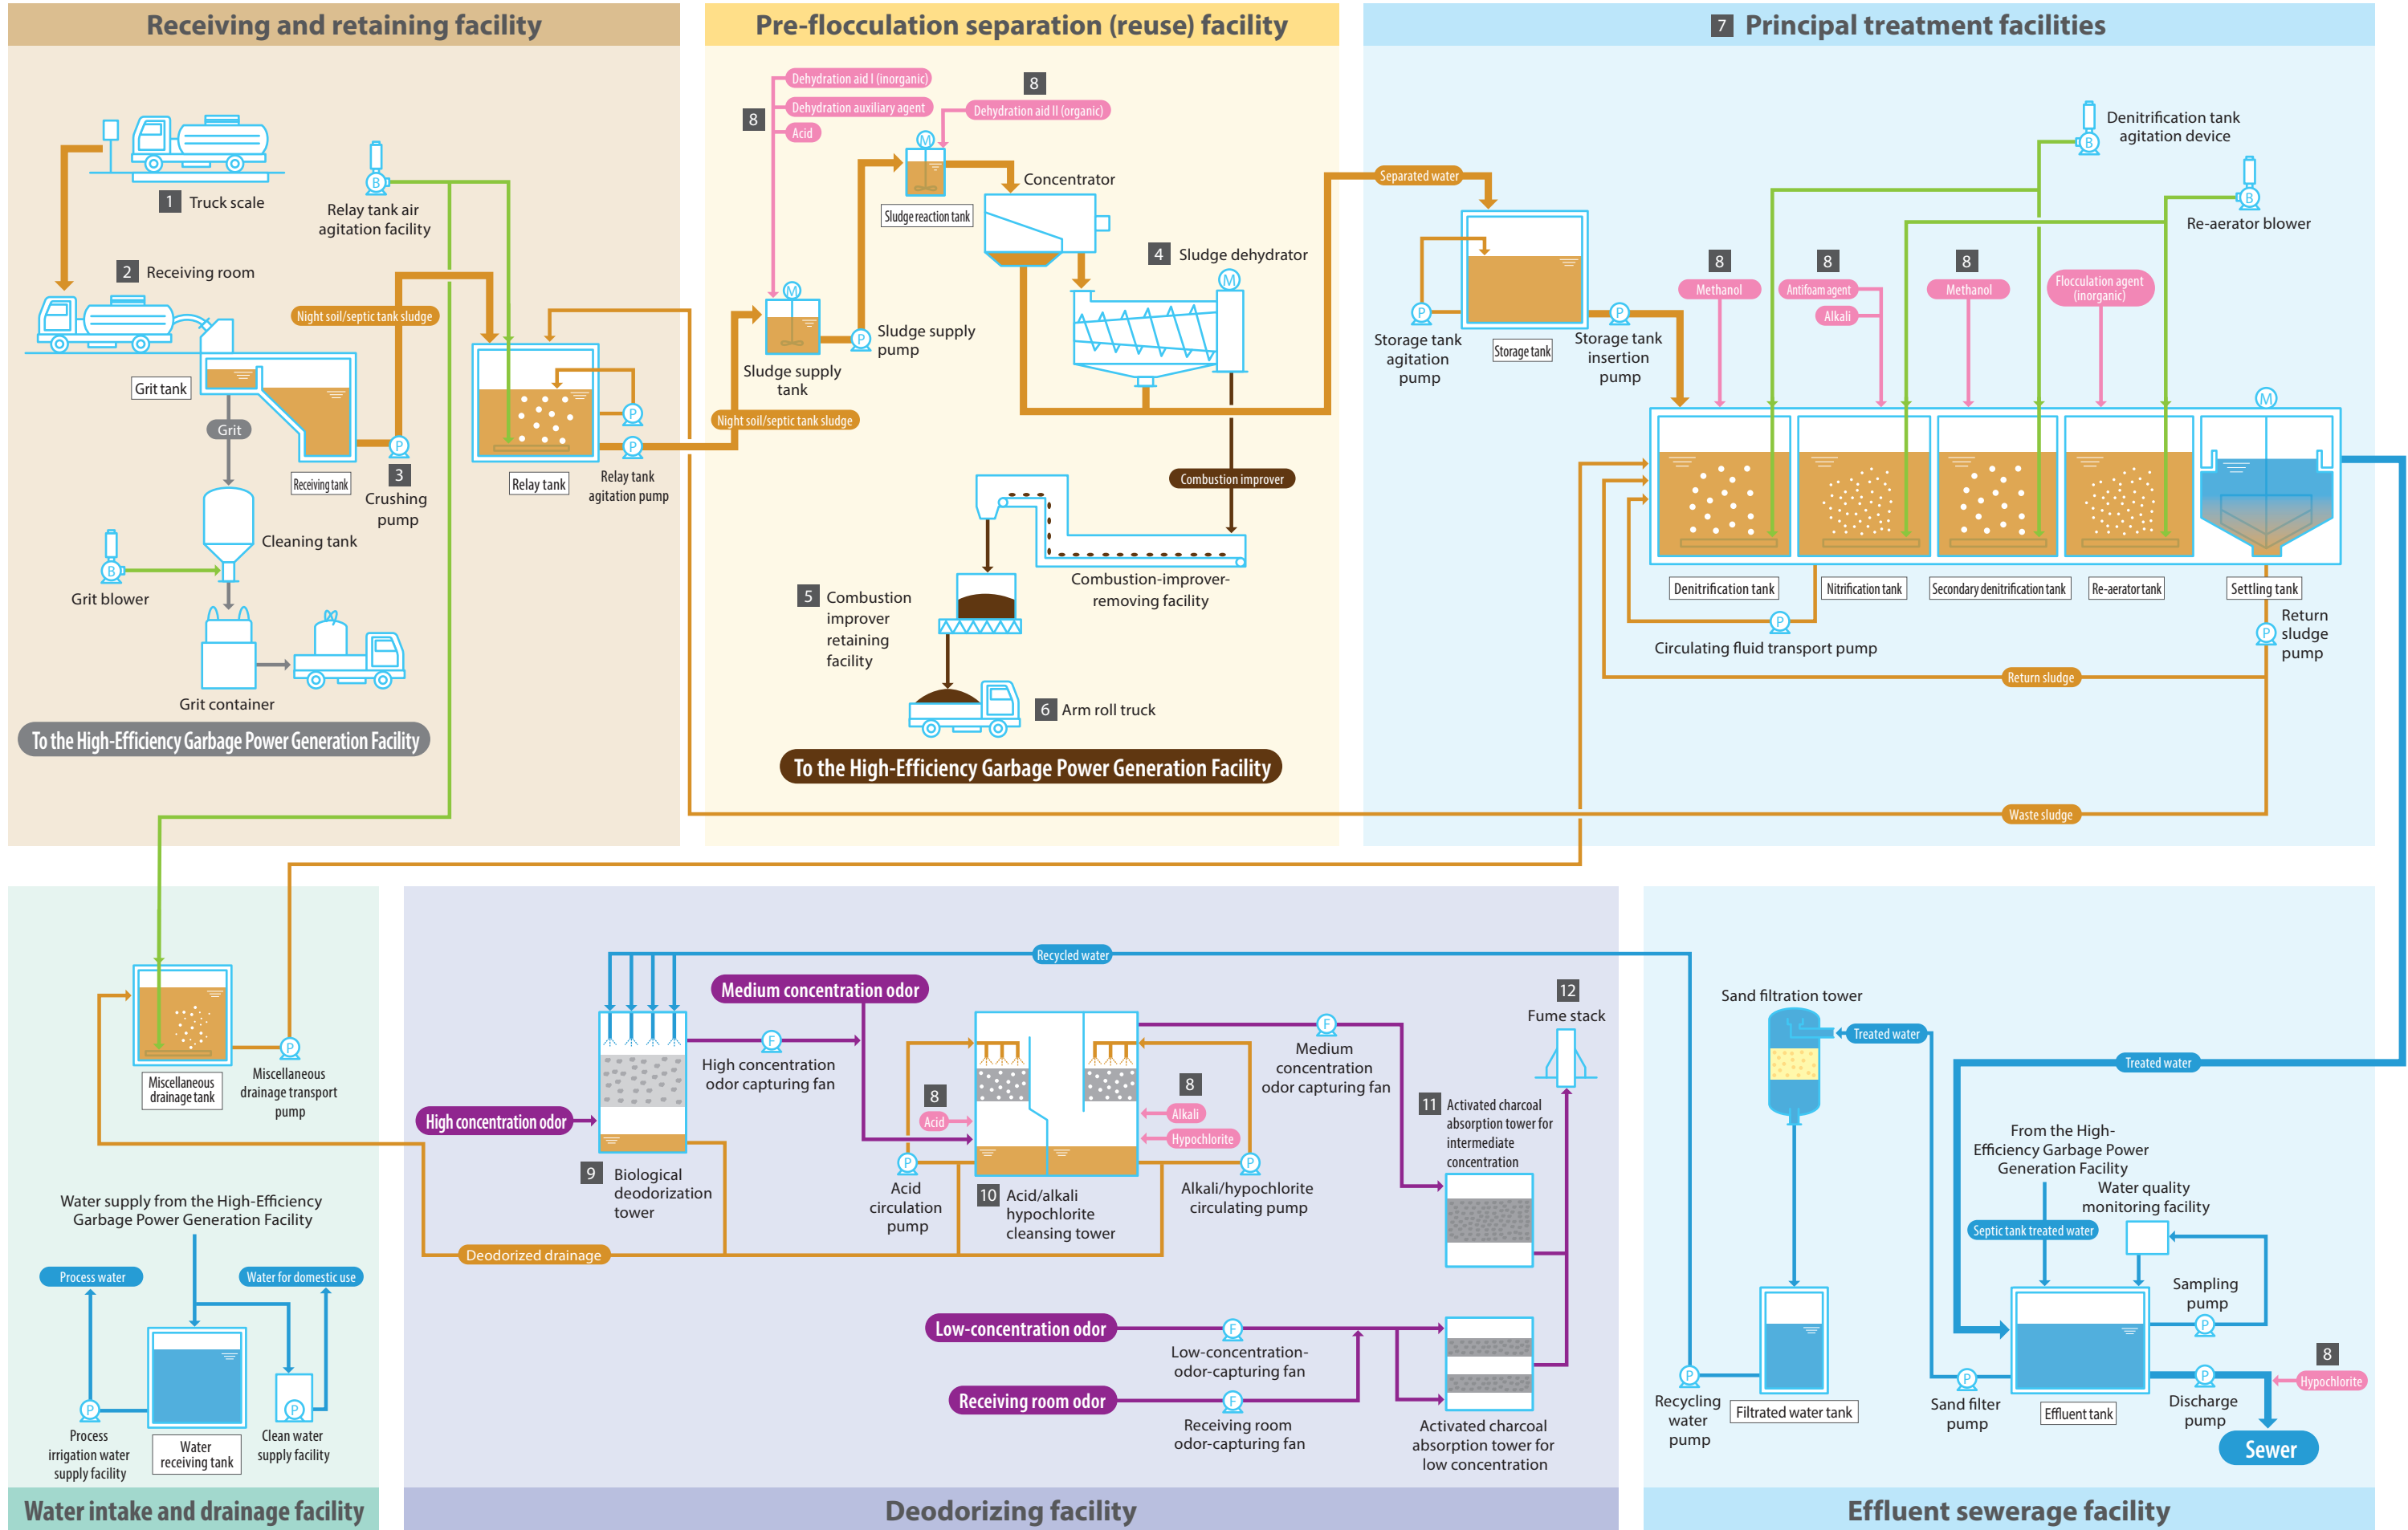 Receiving and retaining facility
1 Truck scale
B
Relay tank air
agitation facility
2 Receiving room
Night soil/septic tank sludge
Grit tank
Grit
Receiving tank
P
3
Crushing
pump
Relay tank
P
P
Relay tank
agitation pump
Cleaning tank
B
Grit blower
Grit container
To the High-Efficiency Garbage Power Generation Facility
Pre-flocculation separation (reuse) facility
Dehydration aid I (inorganic)
8
Dehydration auxiliary agent
Acid
8
Dehydration aid II (organic)
M
Sludge reaction tank
Concentrator
4 Sludge dehydrator
M
M
P
Sludge supply
pump
Sludge supply
tank
Night soil/septic tank sludge
Combustion improver
Combustion-improver-
removing facility
5 Combustion
improver
retaining
facility
6 Arm roll truck
To the High-Efficiency Garbage Power Generation Facility
7 Principal treatment facilities
Separated water
B
Denitrification tank
agitation device
B
Re-aerator blower
P
Storage tank
agitation
pump
Storage tank
P
Storage tank
insertion
pump
8
Methanol
8
Antifoam agent
Alkali
8
Methanol
Flocculation agent
(inorganic)
M
Denitrification tank
Nitrification tank
Secondary denitrification tank
Re-aerator tank
Settling tank
P
Circulating fluid transport pump
P
Return
sludge
pump
Return sludge
Waste sludge
Miscellaneous
drainage tank
P
Miscellaneous
drainage transport
pump
Water supply from the High-Efficiency
Garbage Power Generation Facility
Process water
Water for domestic use
P
Process
irrigation water
supply facility
Water
receiving tank
P
Clean water
supply facility
Water intake and drainage facility
Recycled water
Medium concentration odor
F
High concentration
odor capturing fan
High concentration odor
9 Biological
deodorization
tower
8
Acid
P
Acid
circulation
pump
10 Acid/alkali
hypochlorite
cleansing tower
8
Alkali
Hypochlorite
P
Alkali/hypochlorite
circulating pump
F
Medium
concentration
odor capturing fan
12
Fume stack
11 Activated charcoal
absorption tower for
intermediate
concentration
Deodorized drainage
Low-concentration odor
F
Low-concentration-
odor-capturing fan
Receiving room odor
F
Receiving room
odor-capturing fan
Activated charcoal
absorption tower for
low concentration
Deodorizing facility
Sand filtration tower
Treated water
Treated water
From the High-
Efficiency Garbage Power
Generation Facility
Septic tank treated water
Water quality
monitoring facility
P
Sampling
pump
P
Recycling
water
pump
Filtrated water tank
P
Sand filter
pump
Effluent tank
P
Discharge
pump
8
Hypochlorite
Sewer
Effluent sewerage facility